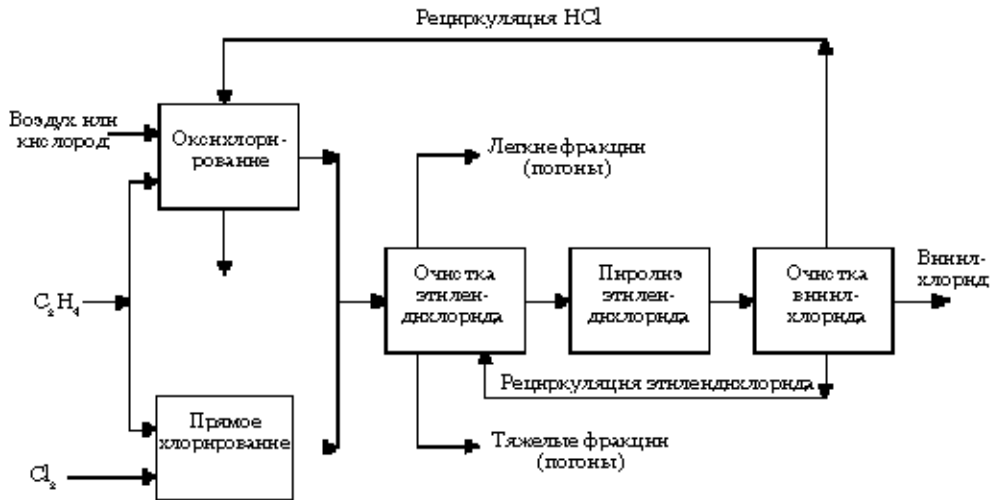 Рециркуляция HCl
Воздух или
кислород
Оксихлори-
рование
Легкие фракции
(погоны)
C₂H₄
Очистка
этилен-
дихлорида
Пиролиз
этилен-
дихлорида
Очистка
винил-
хлорида
Винил-
хлорид
Рециркуляция этилендихлорида
Прямое
хлорирование
Тяжелые фракции
(погоны)
Cl₂